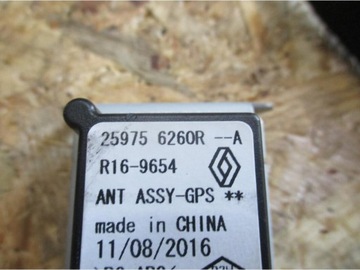 25975 6260R --A
R16-9654
ANT ASSY-GPS **
made in CHINA
11/08/2016